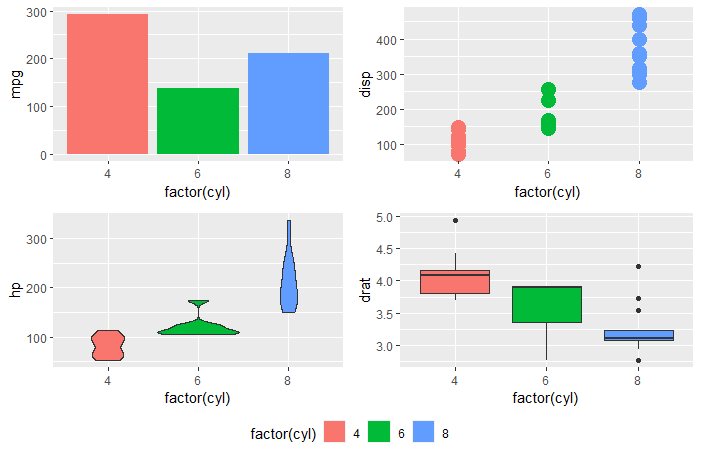 300
200
100
0
mpg
4 6 8
factor(cyl)
400
300
200
100
disp
4 6 8
factor(cyl)
300
200
100
hp
4 6 8
factor(cyl)
5.0
4.5
4.0
3.5
3.0
drat
4 6 8
factor(cyl)
factor(cyl) 4 6 8